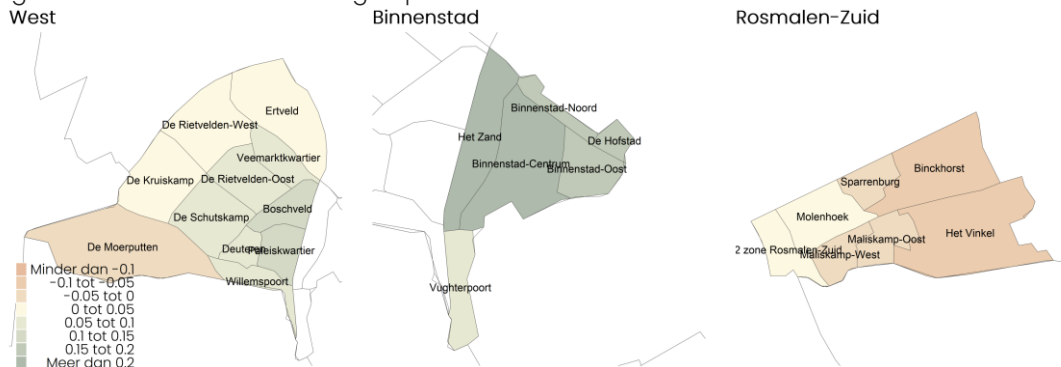 West
Binnenstad
Rosmalen-Zuid
Ertveld
De Rietvelden-West
Veemarktkwartier
De Kruiskamp
De Rietvelden-Oost
Boschveld
De Schutskamp
De Moerputten
Deuteren
Paleiskwartier
Willemspoort
Minder dan -0.1
-0.1 tot -0.05
-0.05 tot 0
0 tot 0.05
0.05 tot 0.1
0.1 tot 0.15
0.15 tot 0.2
Meer dan 0.2
Binnenstad-Noord
Het Zand
De Hofstad
Binnenstad-Centrum
Binnenstad-Oost
Vughterpoort
Binckhorst
Sparrenburg
Molenhoek
Het Vinkel
Maliskamp-Oost
2 zone Rosmalen-Zuid
Maliskamp-West